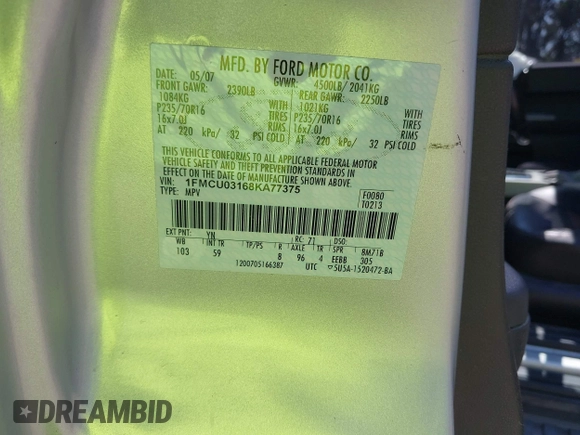 MFD. BY FORD MOTOR CO.
DATE: 05/07 GVWR: 4500LB/ 2041KG
FRONT GAWR: 2390LB REAR GAWR: 2250LB
1084KG WITH 1021KG WITH
P235/70R16 TIRES P235/70R16 TIRES
16x7.0J RIMS 16x7.0J RIMS
AT 220 kPa/ 32 PSI COLD AT 220 kPa/ 32 PSI COLD
THIS VEHICLE CONFORMS TO ALL APPLICABLE FEDERAL MOTOR
VEHICLE SAFETY AND THEFT PREVENTION STANDARDS IN
EFFECT ON THE DATE OF MANUFACTURE SHOWN ABOVE.
VIN: 1FMCU03168KA77375 F0080
TYPE: MPV T0213
EXT PNT: YN RC: 71 DSO:
WB INT TR TP/PS R AXLE TR SPR 8M71B
103 59 8 96 4 EEBB 305
1200705166387 UTC 5U5A-1520472-BA
DREAMBID